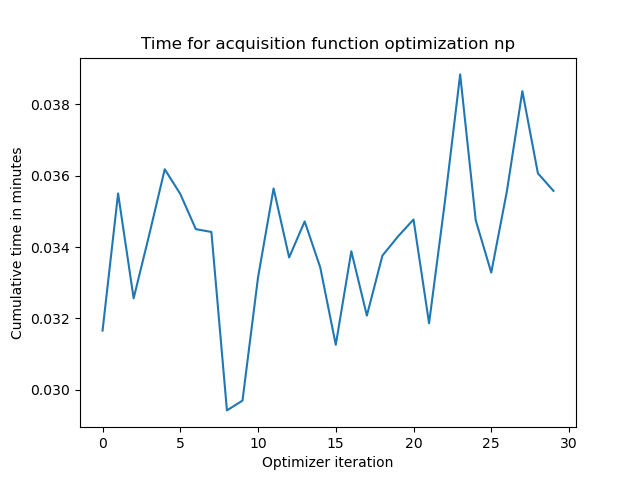 Time for acquisition function optimization np
Cumulative time in minutes
0.038
0.036
0.034
0.032
0.030
0 5 10 15 20 25 30
Optimizer iteration